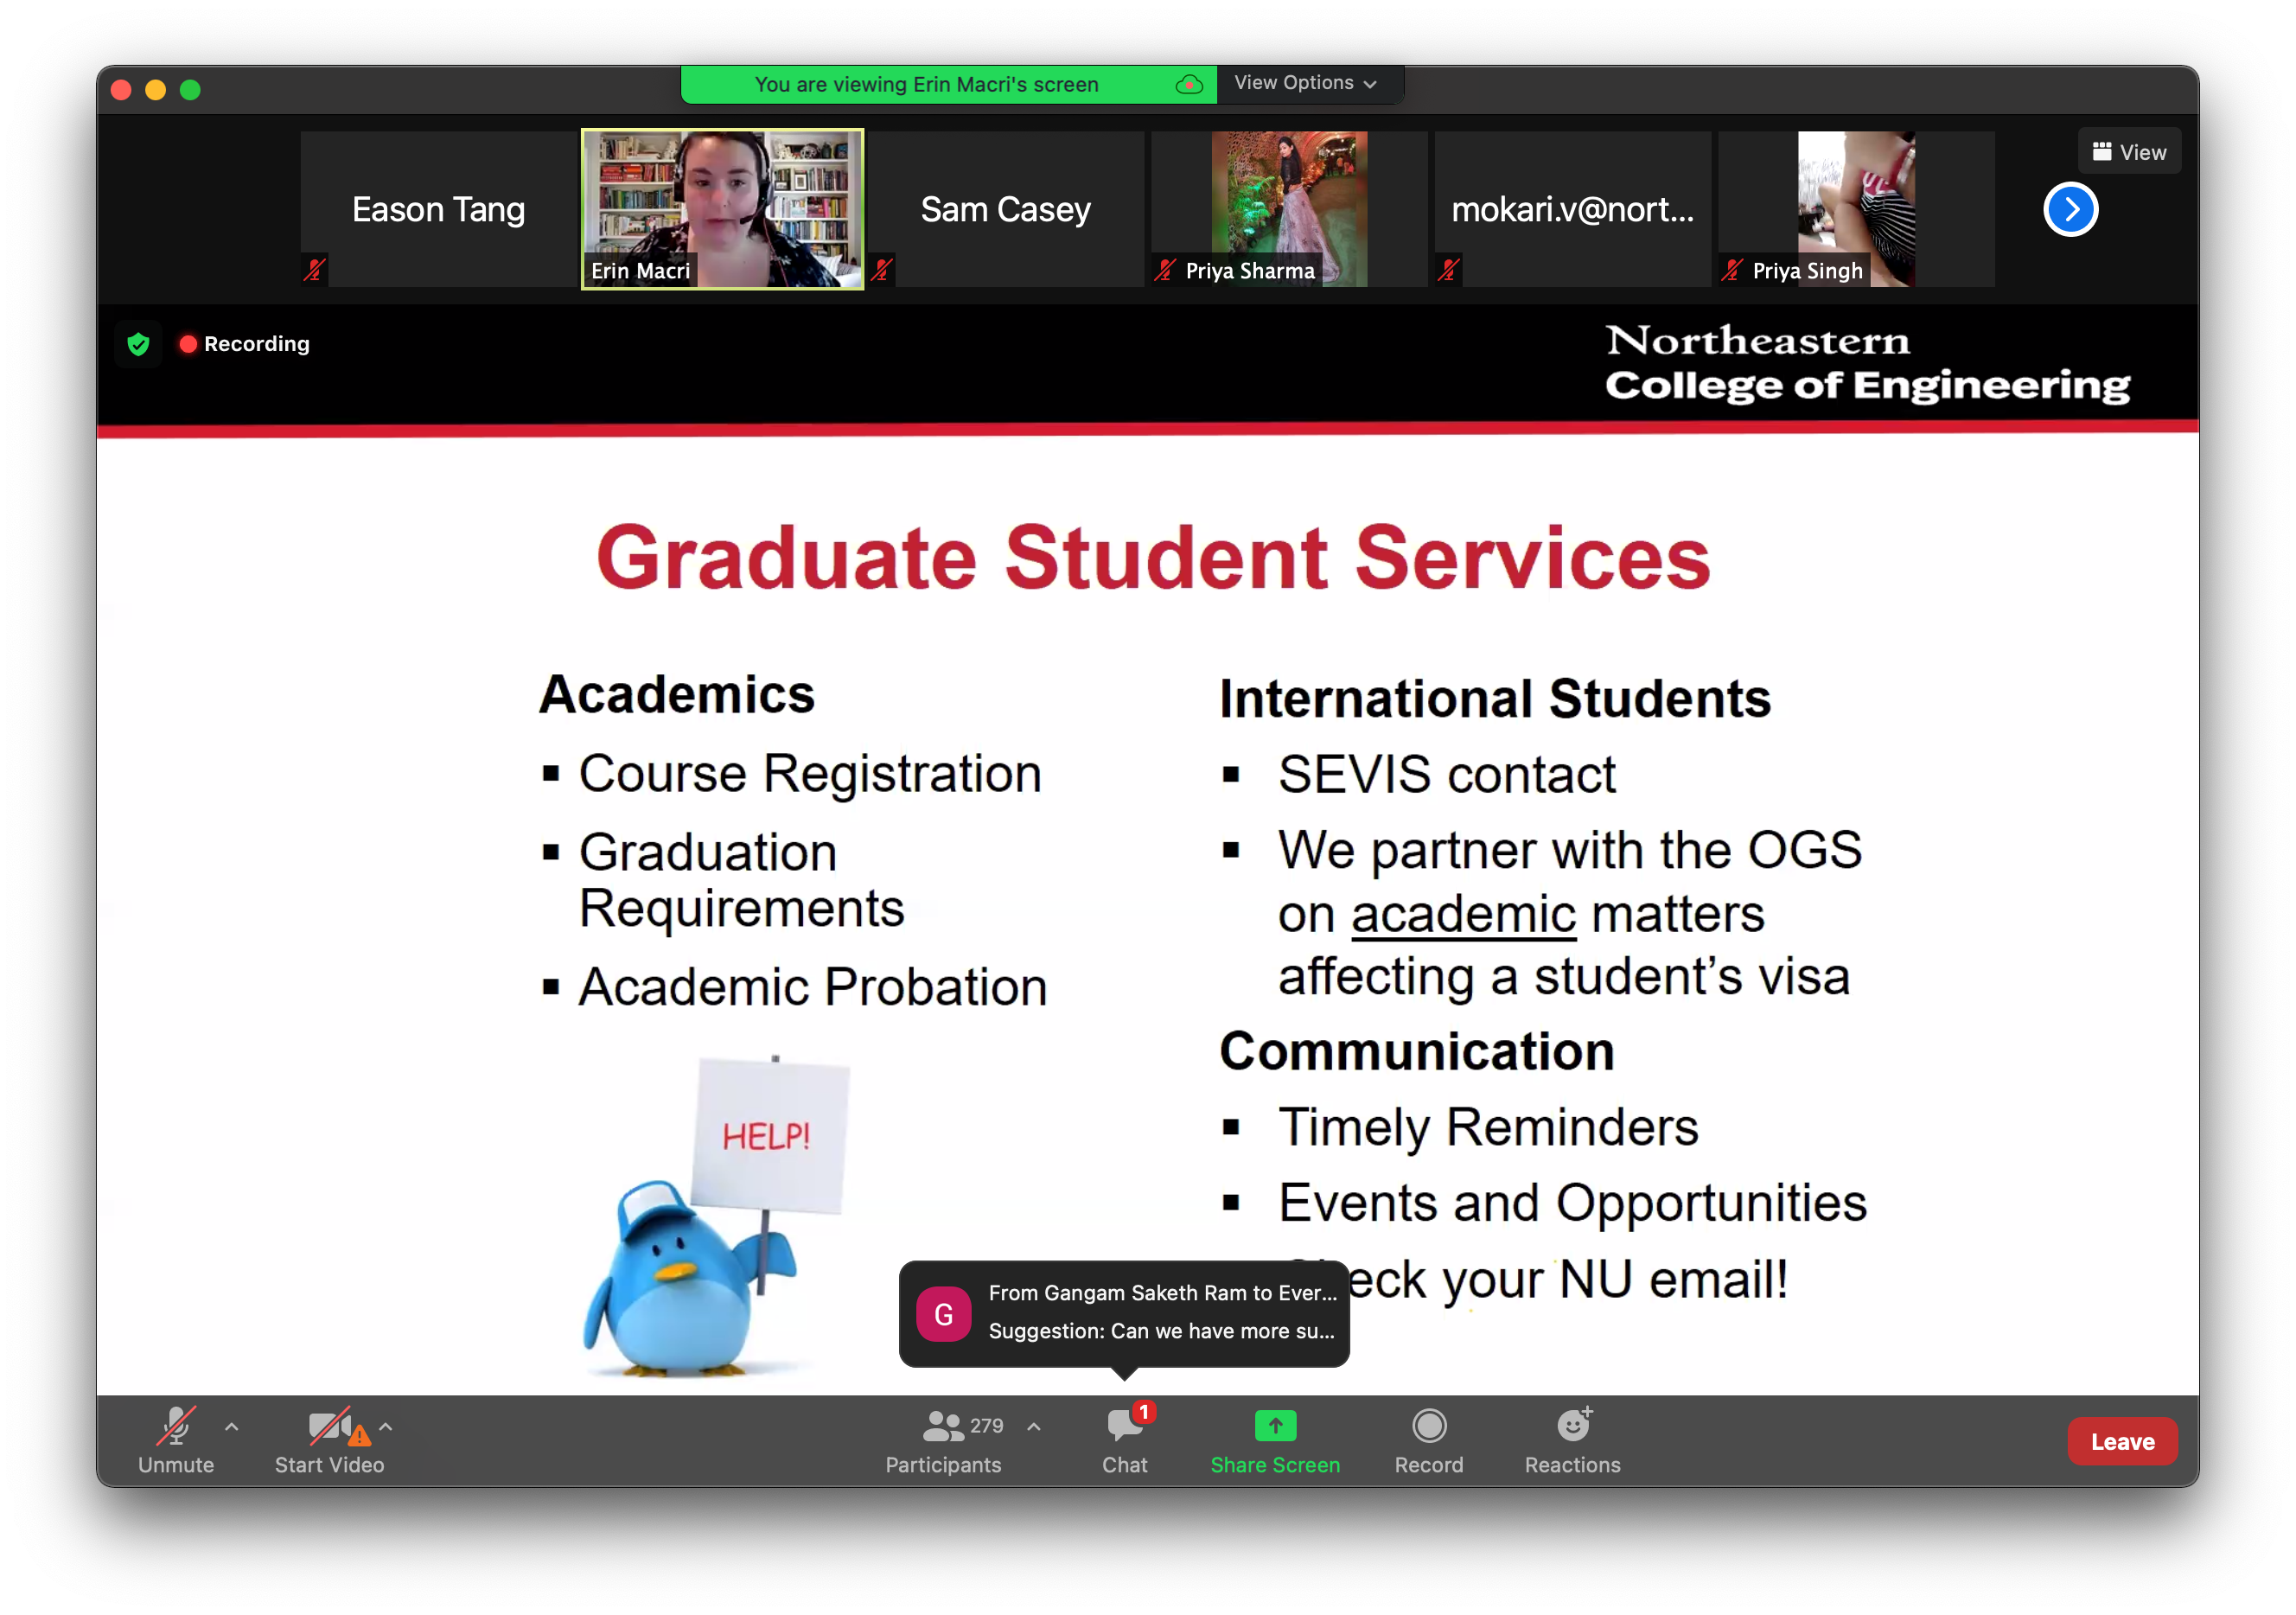 You are viewing Erin Macri's screen
View Options
Eason Tang
Erin Macri
Sam Casey
Priya Sharma
mokari.v@nort...
Priya Singh
View
Recording
Northeastern
College of Engineering
Graduate Student Services
Academics
▪ Course Registration
▪ Graduation
Requirements
▪ Academic Probation
HELP!
International Students
▪ SEVIS contact
▪ We partner with the OGS
on academic matters
affecting a student’s visa
Communication
▪ Timely Reminders
▪ Events and Opportunities
your NU email!
G
From Gangam Saketh Ram to Ever...
Suggestion: Can we have more su...
Unmute
Start Video
279
Participants
1
Chat
Share Screen
Record
Reactions
Leave